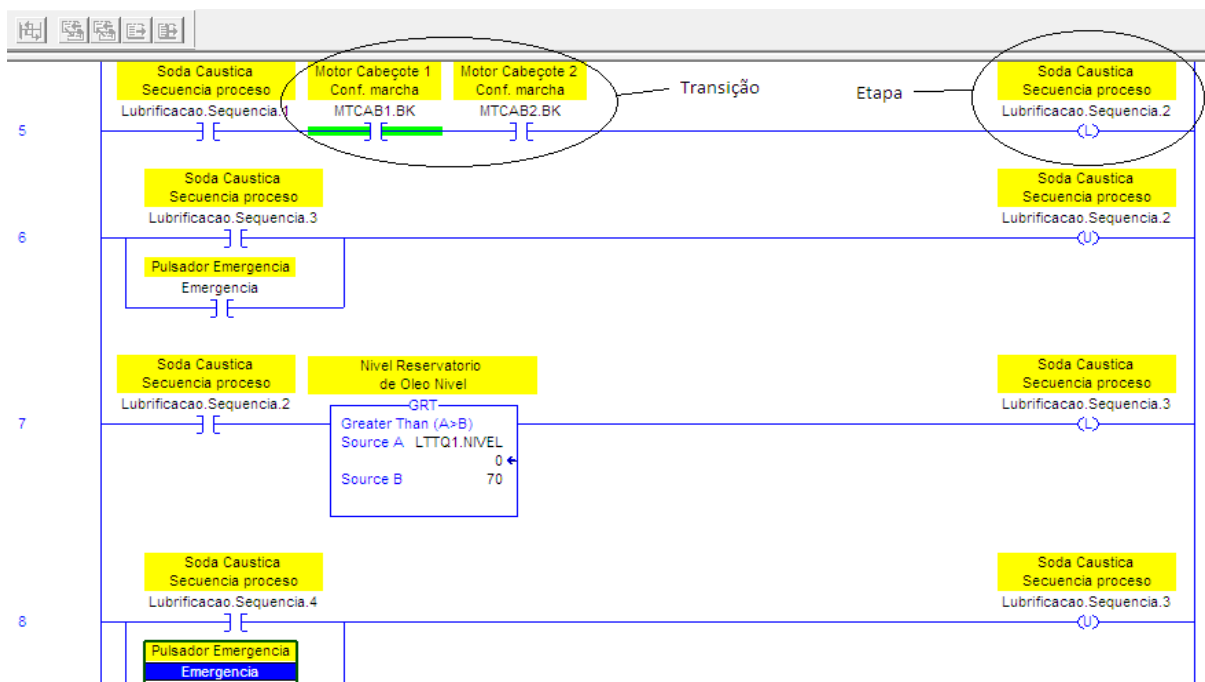 Soda Caustica
Secuencia proceso
Lubrificacao.Sequencia.1
Motor Cabeçote 1
Conf. marcha
MTCAB1.BK
Motor Cabeçote 2
Conf. marcha
MTCAB2.BK
Transição
Etapa
Soda Caustica
Secuencia proceso
Lubrificacao.Sequencia.2
5
L
Soda Caustica
Secuencia proceso
Lubrificacao.Sequencia.3
Soda Caustica
Secuencia proceso
Lubrificacao.Sequencia.2
6
U
Pulsador Emergencia
Emergencia
Soda Caustica
Secuencia proceso
Lubrificacao.Sequencia.2
Nivel Reservatorio
de Oleo Nivel
GRT
Greater Than (A>B)
Source A LTTQ1.NIVEL
0
Source B 70
Soda Caustica
Secuencia proceso
Lubrificacao.Sequencia.3
7
L
Soda Caustica
Secuencia proceso
Lubrificacao.Sequencia.4
Soda Caustica
Secuencia proceso
Lubrificacao.Sequencia.3
8
U
Pulsador Emergencia
Emergencia